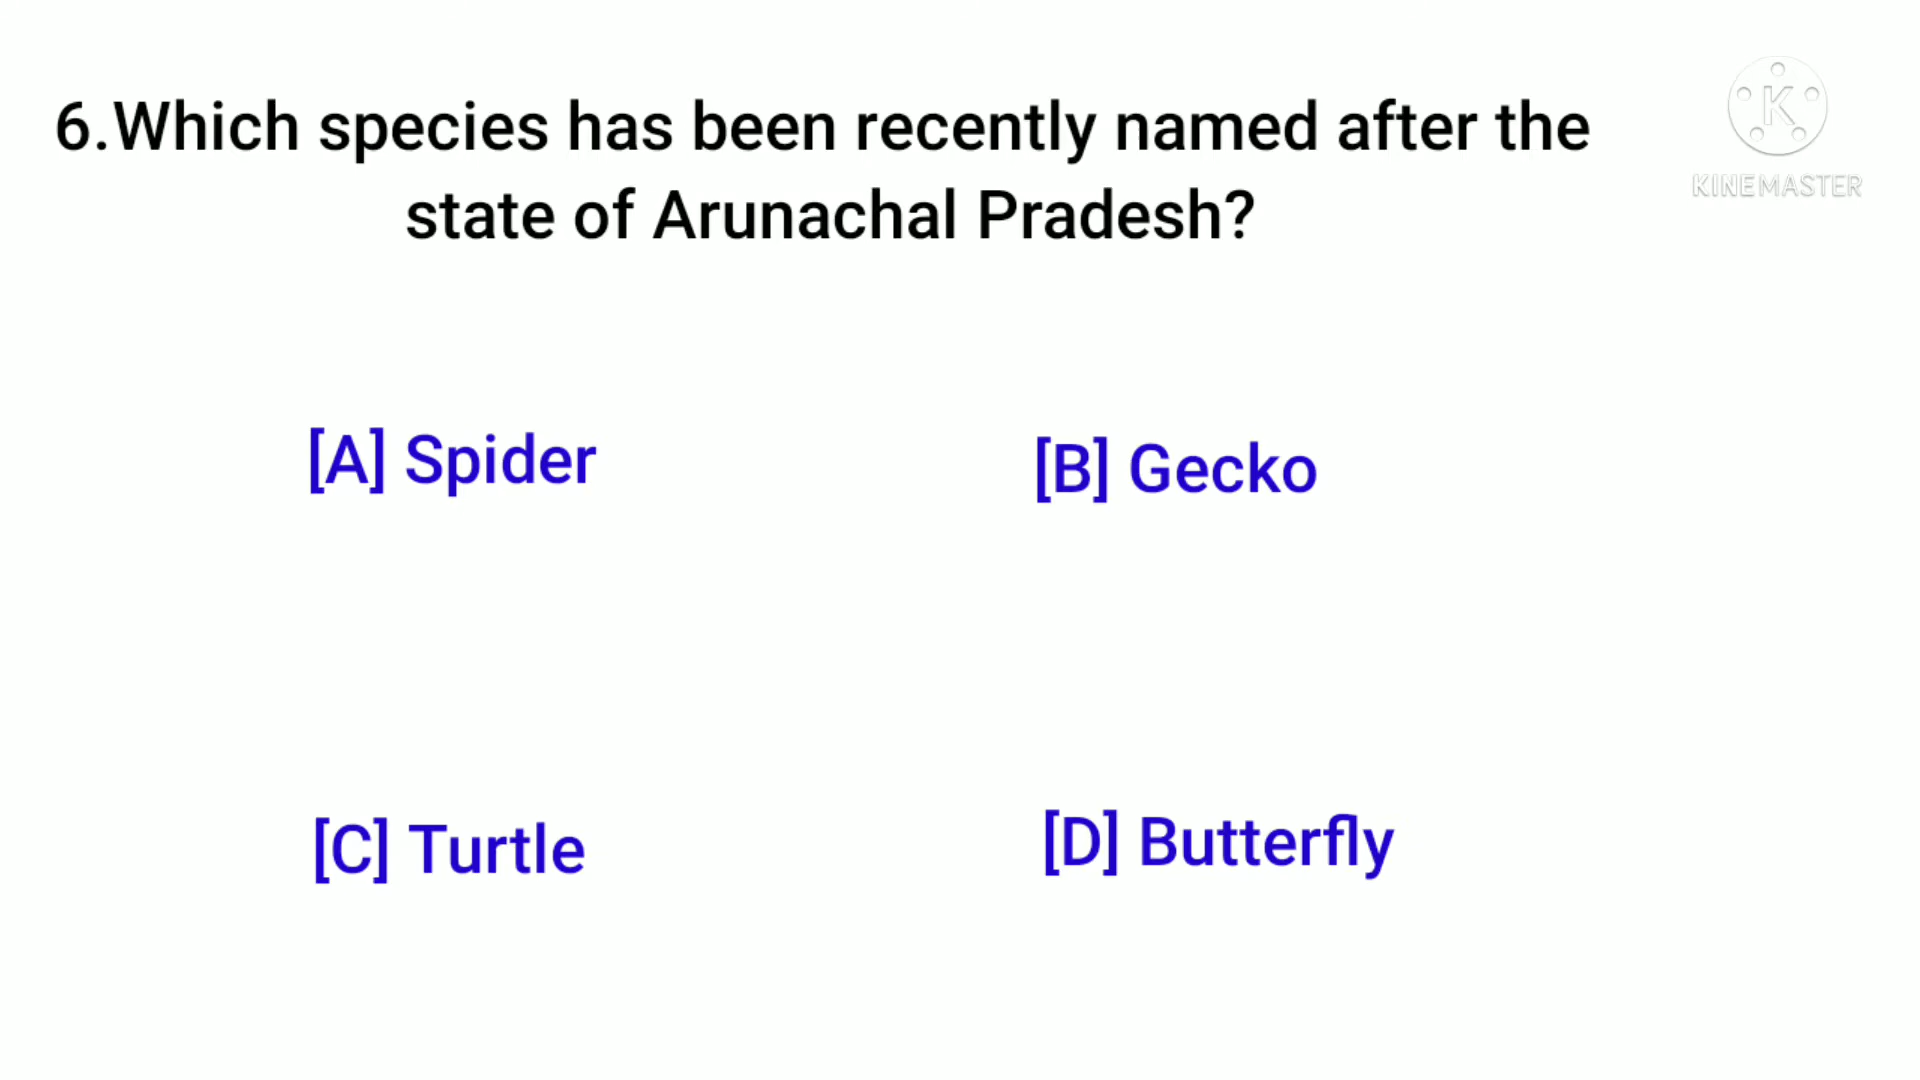 6.Which species has been recently named after the
state of Arunachal Pradesh?
K
KINEMASTER
[A] Spider
[B] Gecko
[C] Turtle
[D] Butterfly